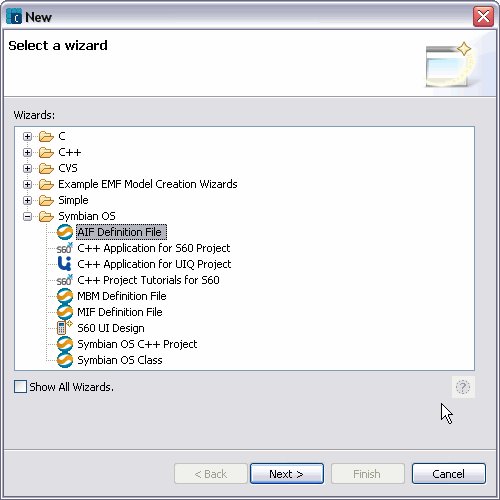 New
Select a wizard
Wizards:
C
C++
CVS
Example EMF Model Creation Wizards
Simple
Symbian OS
AIF Definition File
S60 C++ Application for S60 Project
C++ Application for UIQ Project
S60 C++ Project Tutorials for S60
MBM Definition File
MIF Definition File
S60 UI Design
Symbian OS C++ Project
Symbian OS Class
Show All Wizards.
?
< Back Next > Finish Cancel